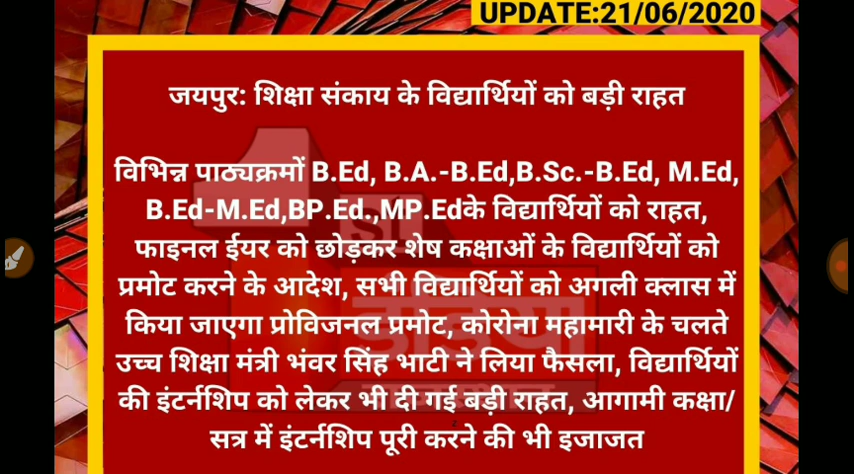 UPDATE:21/06/2020
जयपुर: शिक्षा संकाय के विद्यार्थियों को बड़ी राहत
विभिन्न पाठ्यक्रमों B.Ed, B.A.-B.Ed,B.Sc.-B.Ed, M.Ed,
B.Ed-M.Ed,BP.Ed.,MP.Edके विद्यार्थियों को राहत,
फाइनल ईयर को छोड़कर शेष कक्षाओं के विद्यार्थियों को
प्रमोट करने के आदेश, सभी विद्यार्थियों को अगली क्लास में
किया जाएगा प्रोविजनल प्रमोट, कोरोना महामारी के चलते
उच्च शिक्षा मंत्री भंवर सिंह भाटी ने लिया फैसला, विद्यार्थियों
की इंटर्नशिप को लेकर भी दी गई बड़ी राहत, आगामी कक्षा/
सत्र में इंटर्नशिप पूरी करने की भी इजाजत